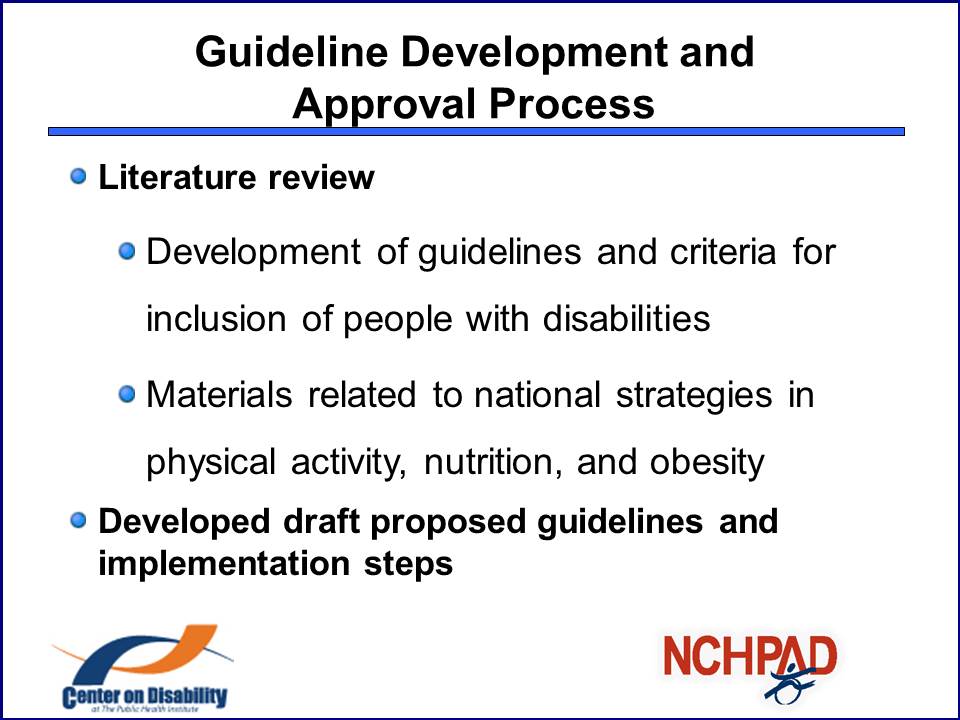 Guideline Development and
Approval Process
Literature review
Development of guidelines and criteria for
inclusion of people with disabilities
Materials related to national strategies in
physical activity, nutrition, and obesity
Developed draft proposed guidelines and
implementation steps
Center on Disability
at The Public Health Institute
NCHPAD